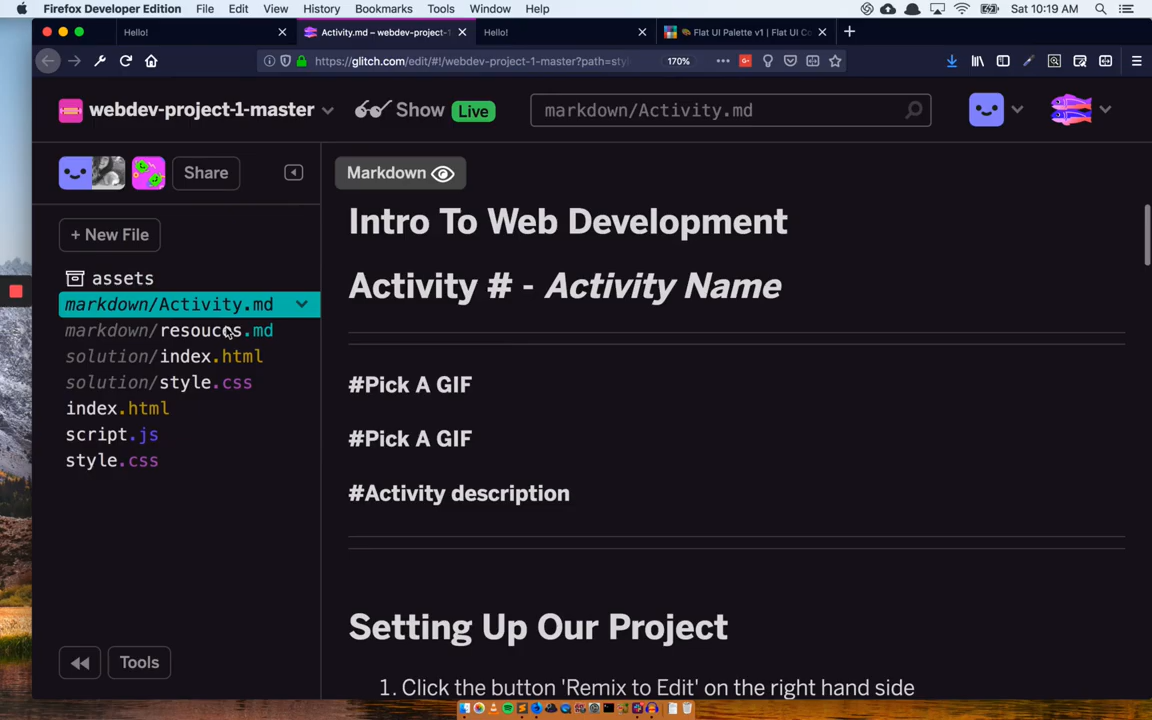 Firefox Developer Edition File Edit View History Bookmarks Tools Window Help Sat 10:19 AM
Hello! Activity.md – webdev-project-1- Hello! Flat UI Palette v1 | Flat UI Co
https://glitch.com/edit/#!/webdev-project-1-master?path=sty 170%
webdev-project-1-master Show Live markdown/Activity.md
Share Markdown
+ New File
assets
markdown/Activity.md
markdown/resouces.md
solution/index.html
solution/style.css
index.html
script.js
style.css
Tools
Intro To Web Development
Activity # - Activity Name
#Pick A GIF
#Pick A GIF
#Activity description
Setting Up Our Project
1. Click the button 'Remix to Edit' on the right hand side